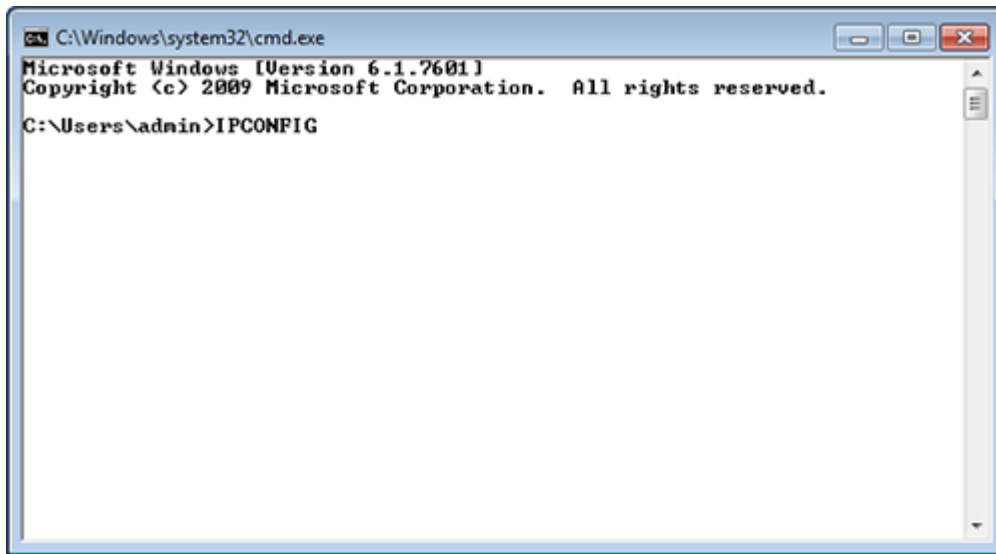 C:\Windows\system32\cmd.exe
Microsoft Windows [Version 6.1.7601]
Copyright (c) 2009 Microsoft Corporation.  All rights reserved.
C:\Users\admin>IPCONFIG